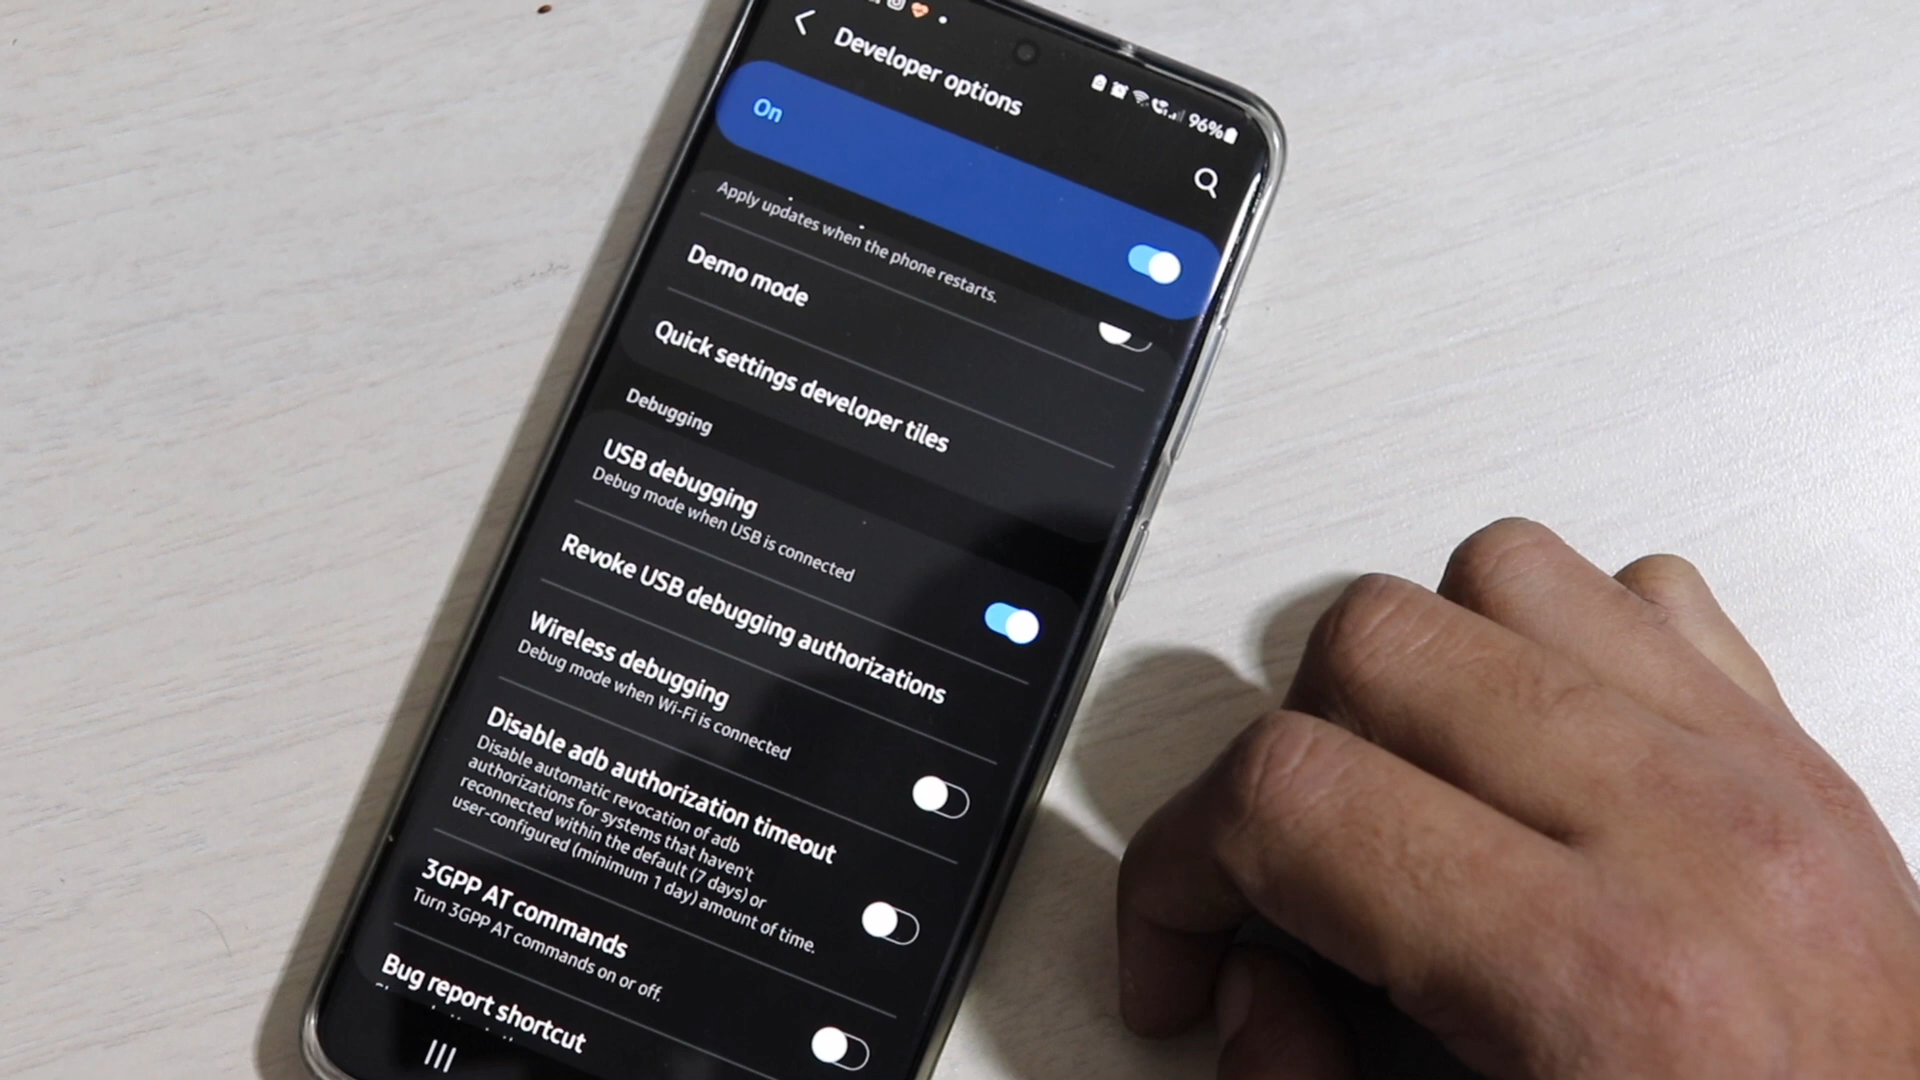 Developer options
96%
On
Apply updates when the phone restarts.
Demo mode
Quick settings developer tiles
Debugging
USB debugging
Debug mode when USB is connected
Revoke USB debugging authorizations
Wireless debugging
Debug mode when Wi-Fi is connected
Disable adb authorization timeout
Disable automatic revocation of adb
authorizations for systems that haven't
reconnected within the default (7 days) or
user-configured (minimum 1 day) amount of time.
3GPP AT commands
Turn 3GPP AT commands on or off.
Bug report shortcut